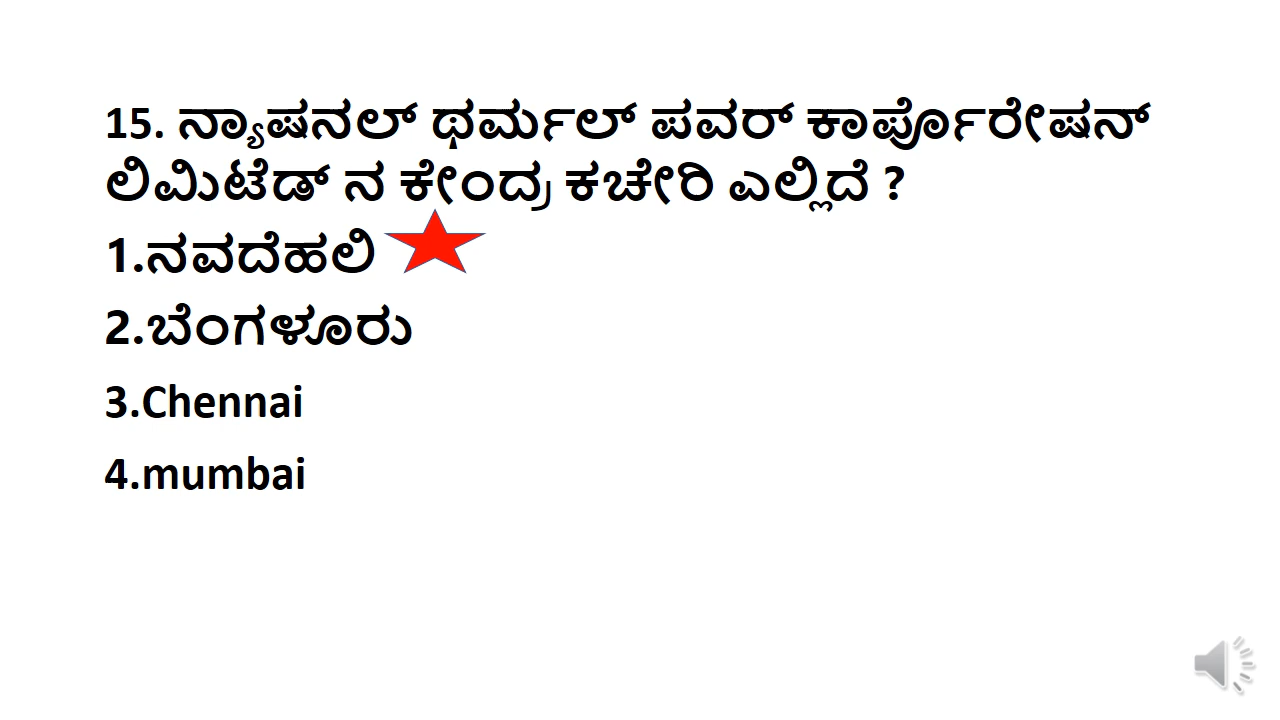 15. ನ್ಯಾಷನಲ್ ಥರ್ಮಲ್ ಪವರ್ ಕಾರ್ಪೊರೇಷನ್
ಲಿಮಿಟೆಡ್ ನ ಕೇಂದ್ರ ಕಚೇರಿ ಎಲ್ಲಿದೆ ?
1.ನವದೆಹಲಿ
2.ಬೆಂಗಳೂರು
3.Chennai
4.mumbai